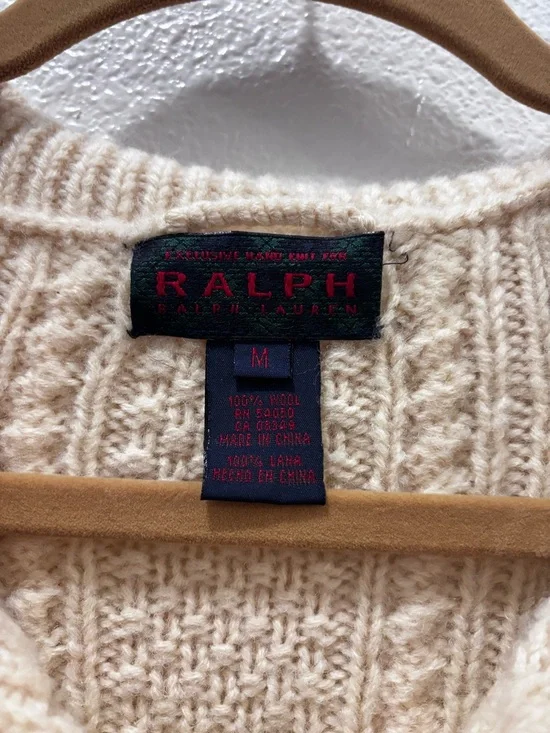 EXCLUSIVE HAND KNIT FOR
RALPH
RALPH LAUREN
M
100% WOOL
RN 54050
CA 03949
MADE IN CHINA
100% LANA
HECHO EN CHINA